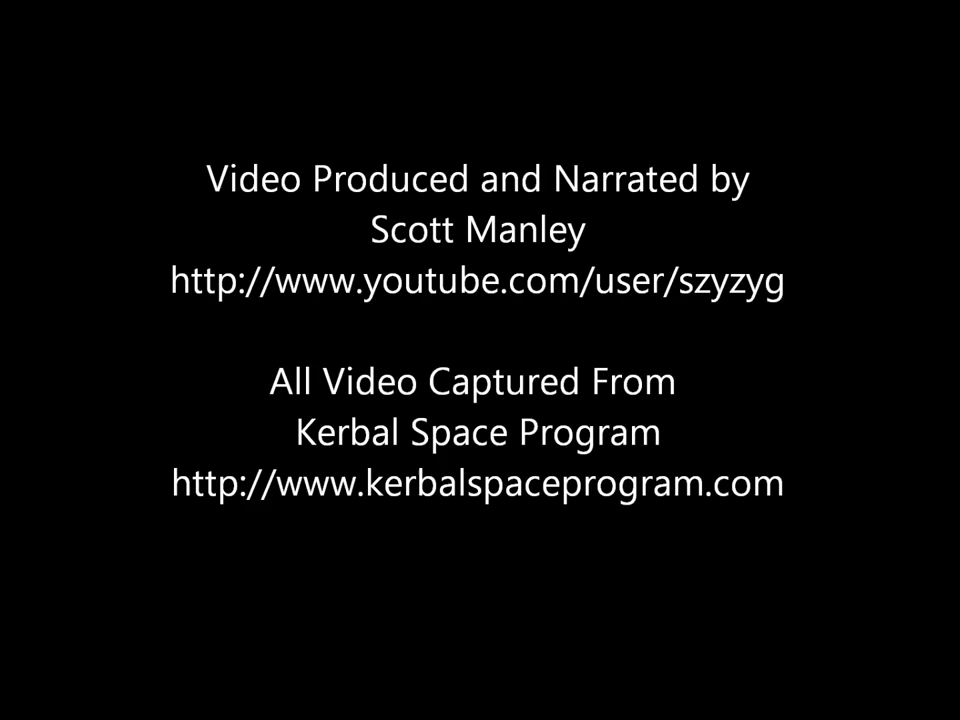 Video Produced and Narrated by
Scott Manley
http://www.youtube.com/user/szyzyg
All Video Captured From
Kerbal Space Program
http://www.kerbalspaceprogram.com